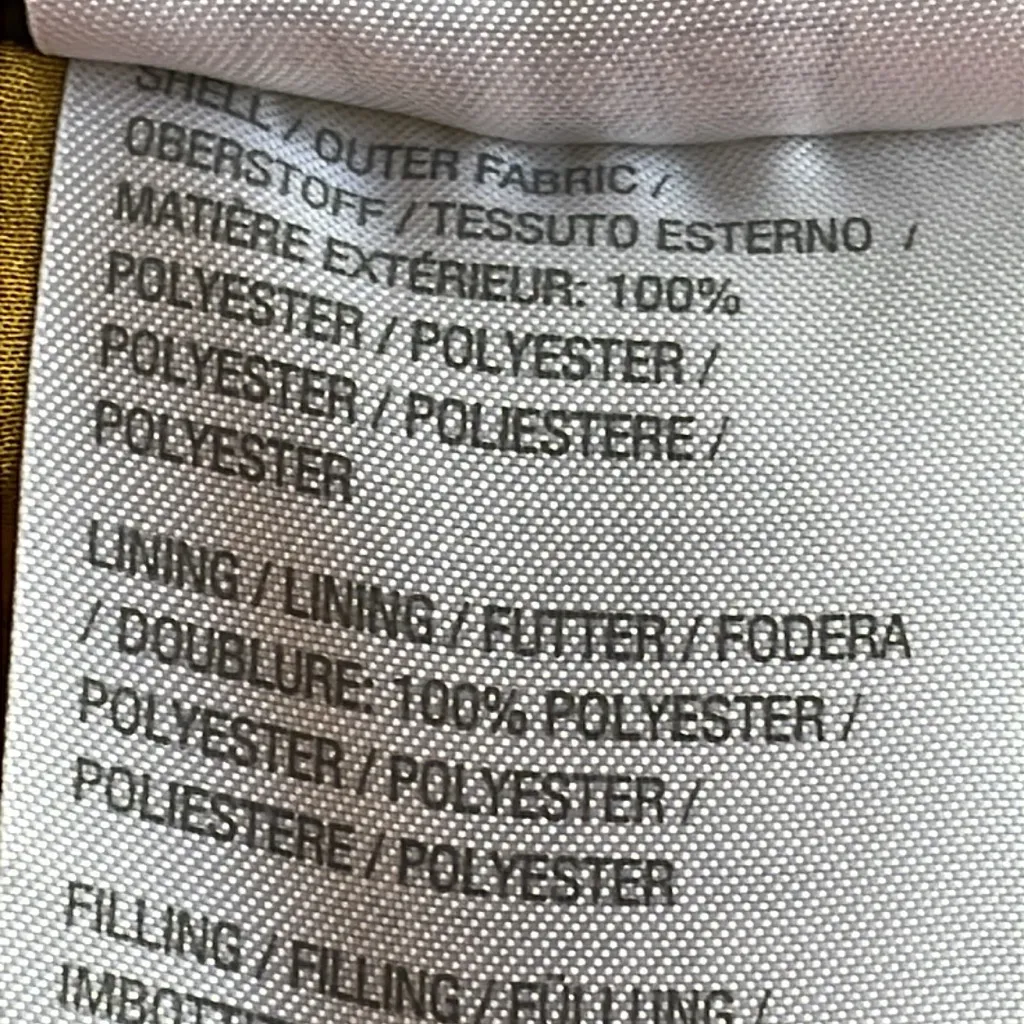 SHELL / OUTER FABRIC /
OBERSTOFF / TESSUTO ESTERNO /
MATIÈRE EXTÉRIEUR: 100%
POLYESTER / POLYESTER /
POLYESTER / POLIESTERE /
POLYESTER
LINING / LINING / FUTTER / FODERA
/ DOUBLURE: 100% POLYESTER /
POLYESTER / POLYESTER /
POLIESTERE / POLYESTER
FILLING / FILLING / FÜLLUNG /